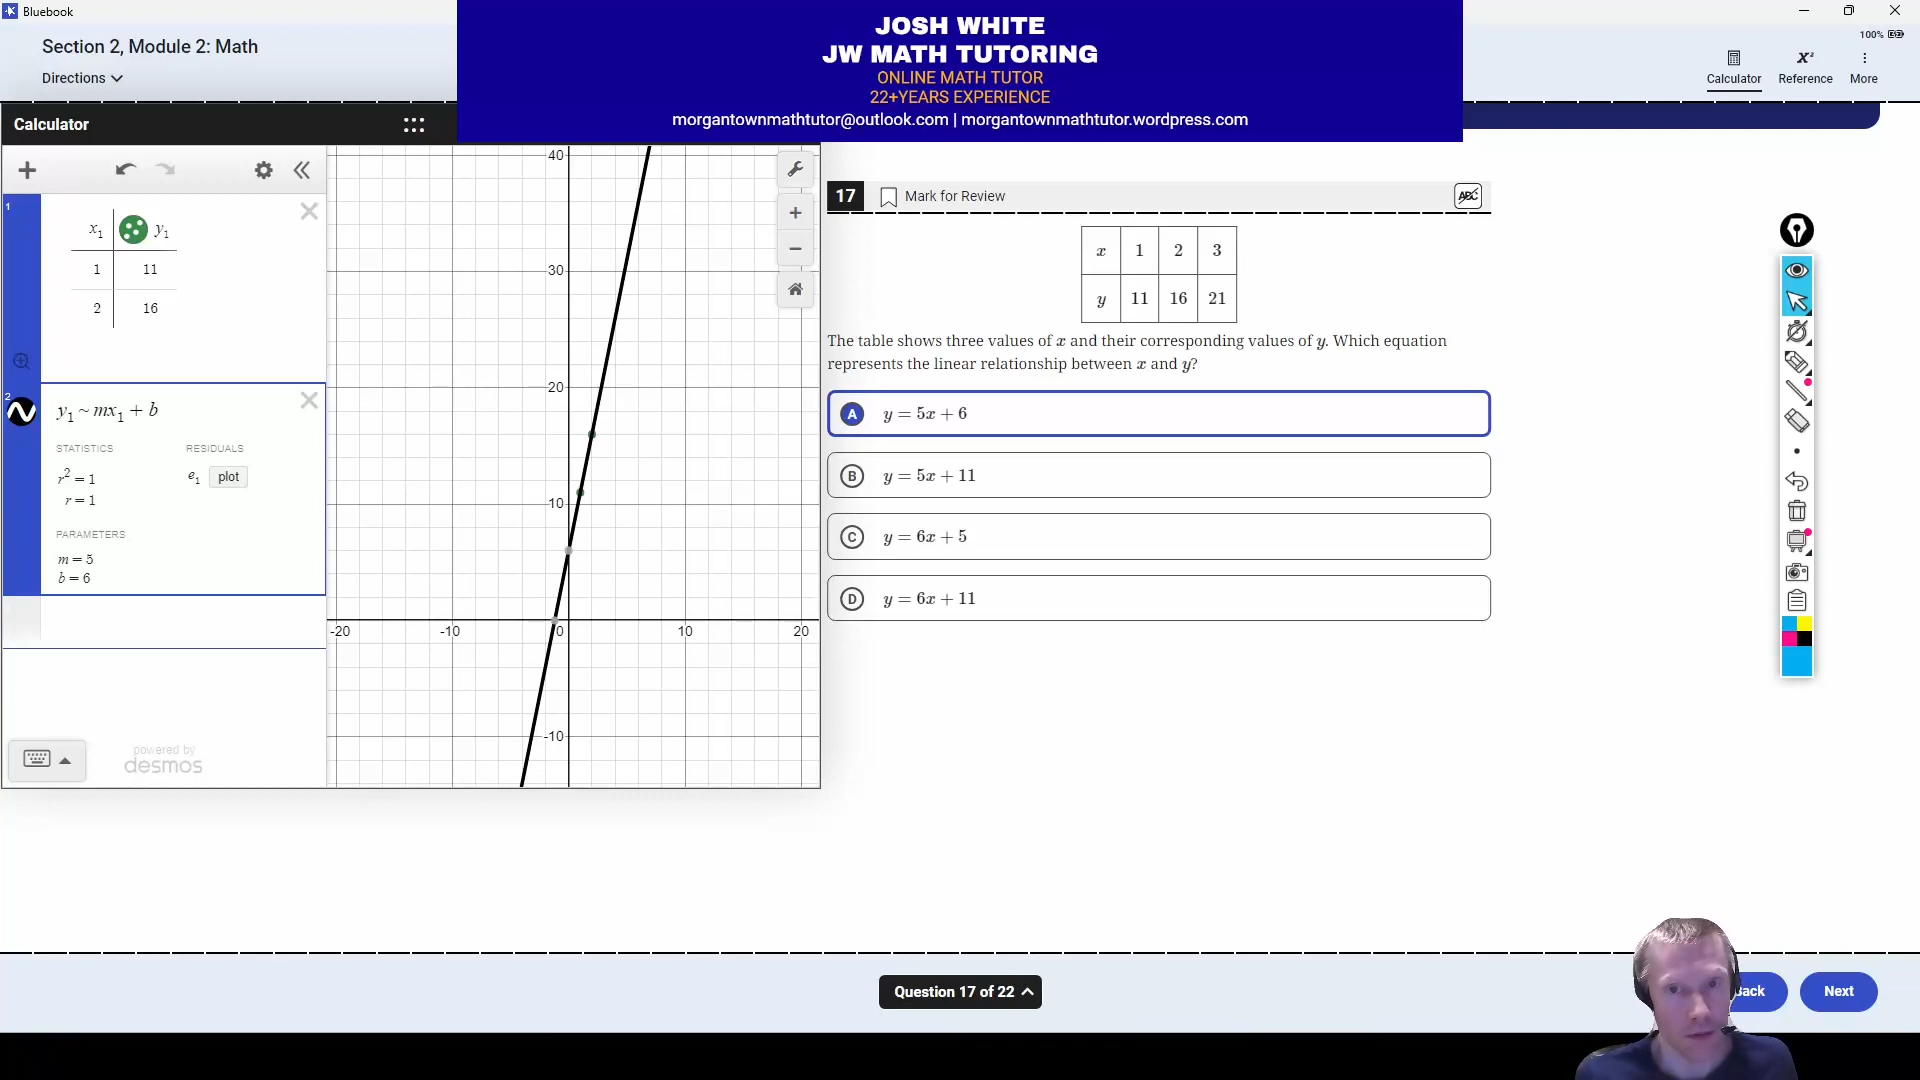 Bluebook
Section 2, Module 2: Math
Directions
JOSH WHITE
JW MATH TUTORING
ONLINE MATH TUTOR
22+YEARS EXPERIENCE
morgantownmathtutor@outlook.com | morgantownmathtutor.wordpress.com
100%
Calculator
Reference
More
Calculator
1
x₁ y₁
1 11
2 16
2
y₁ ~ mx₁ + b
STATISTICS RESIDUALS
r² = 1 e₁ plot
r = 1
PARAMETERS
m = 5
b = 6
powered by
desmos
40
30
20
10
-20 -10 0 10 20
-10
17 Mark for Review ABC
x 1 2 3
y 11 16 21
The table shows three values of x and their corresponding values of y. Which equation
represents the linear relationship between x and y?
A y = 5x + 6
B y = 5x + 11
C y = 6x + 5
D y = 6x + 11
Question 17 of 22
Back
Next